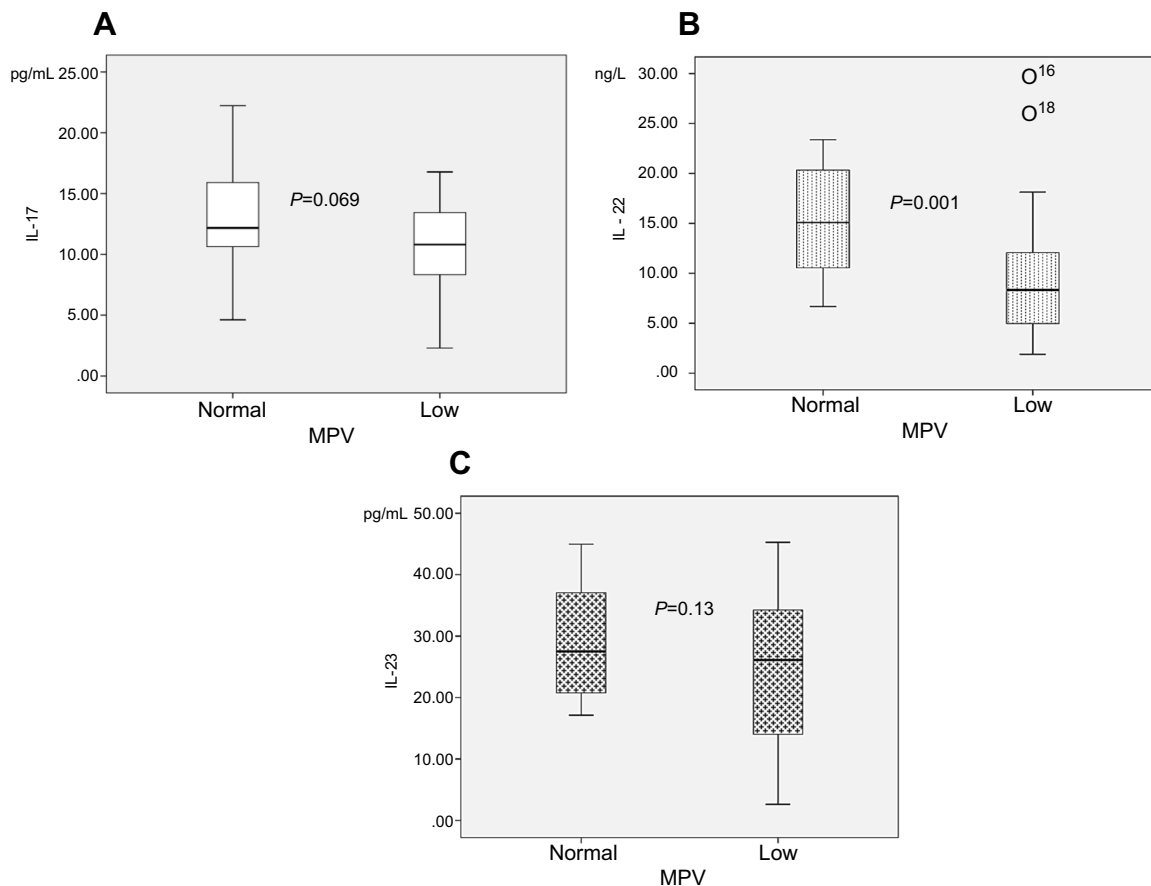 A
pg/mL 25.00
20.00
15.00
10.00
5.00
.00
IL-17
P=0.069
Normal
Low
MPV
B
ng/L 30.00
25.00
20.00
15.00
10.00
5.00
.00
IL - 22
O16
O18
P=0.001
Normal
Low
MPV
C
pg/mL 50.00
40.00
30.00
20.00
10.00
.00
IL-23
P=0.13
Normal
Low
MPV